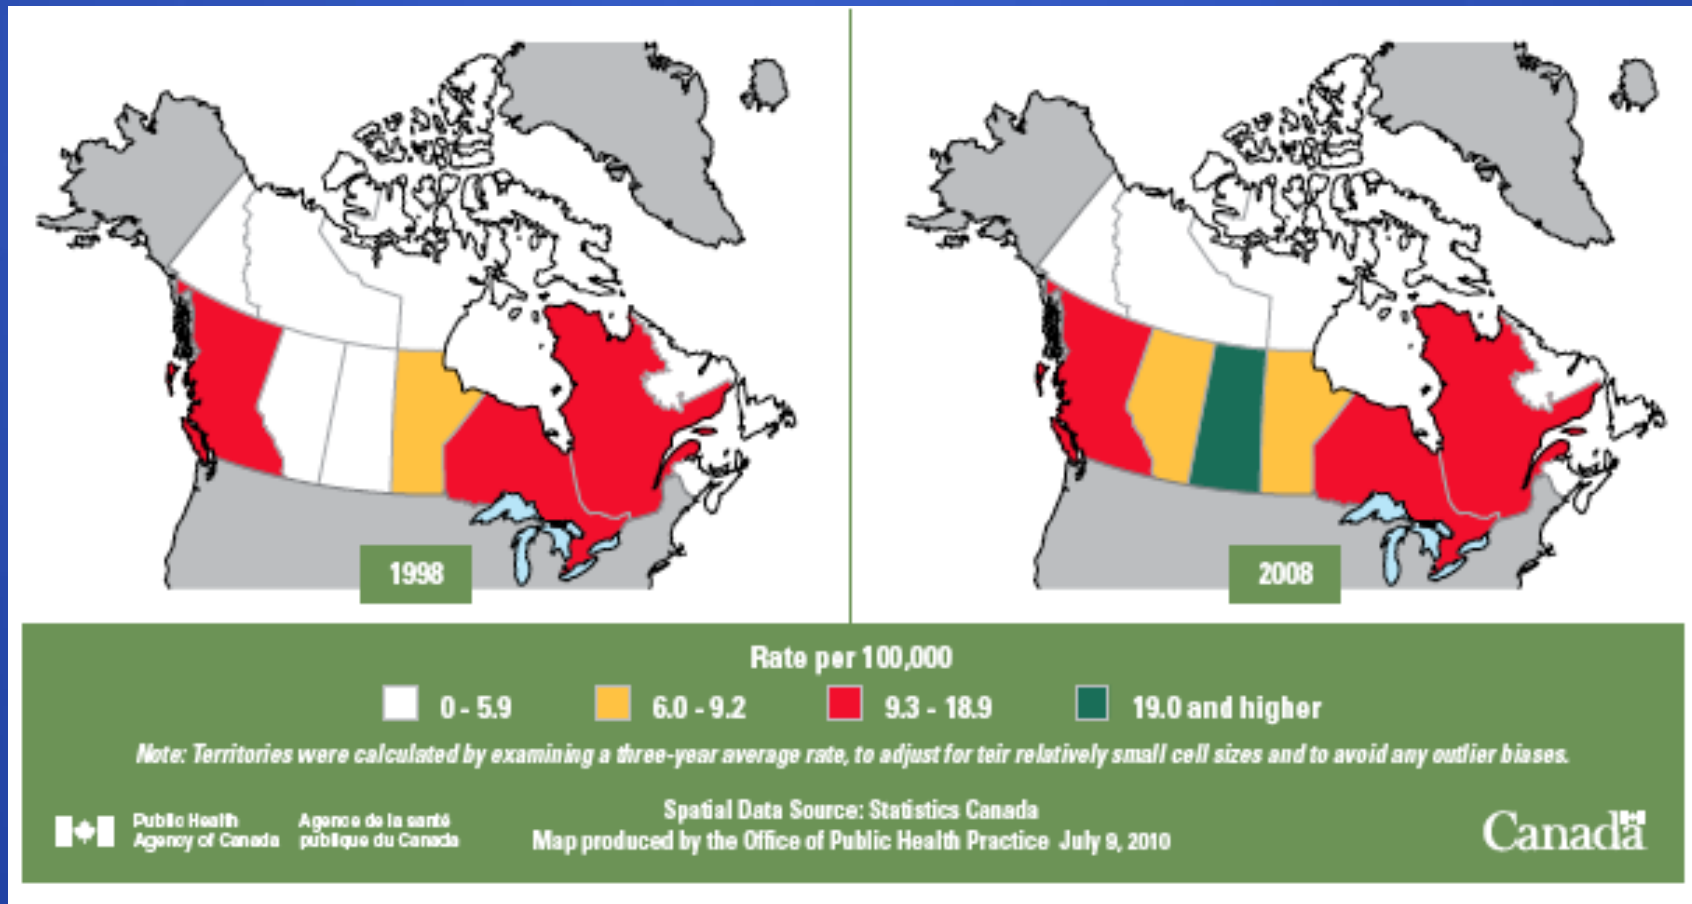 1998
2008
Rate per 100,000
0 - 5.9
6.0 - 9.2
9.3 - 18.9
19.0 and higher
Note: Territories were calculated by examining a three-year average rate, to adjust for teir relatively small cell sizes and to avoid any outlier biases.
Public Health
Agency of Canada
Agence de la santé
publique du Canada
Spatial Data Source: Statistics Canada
Map produced by the Office of Public Health Practice July 9, 2010
Canada